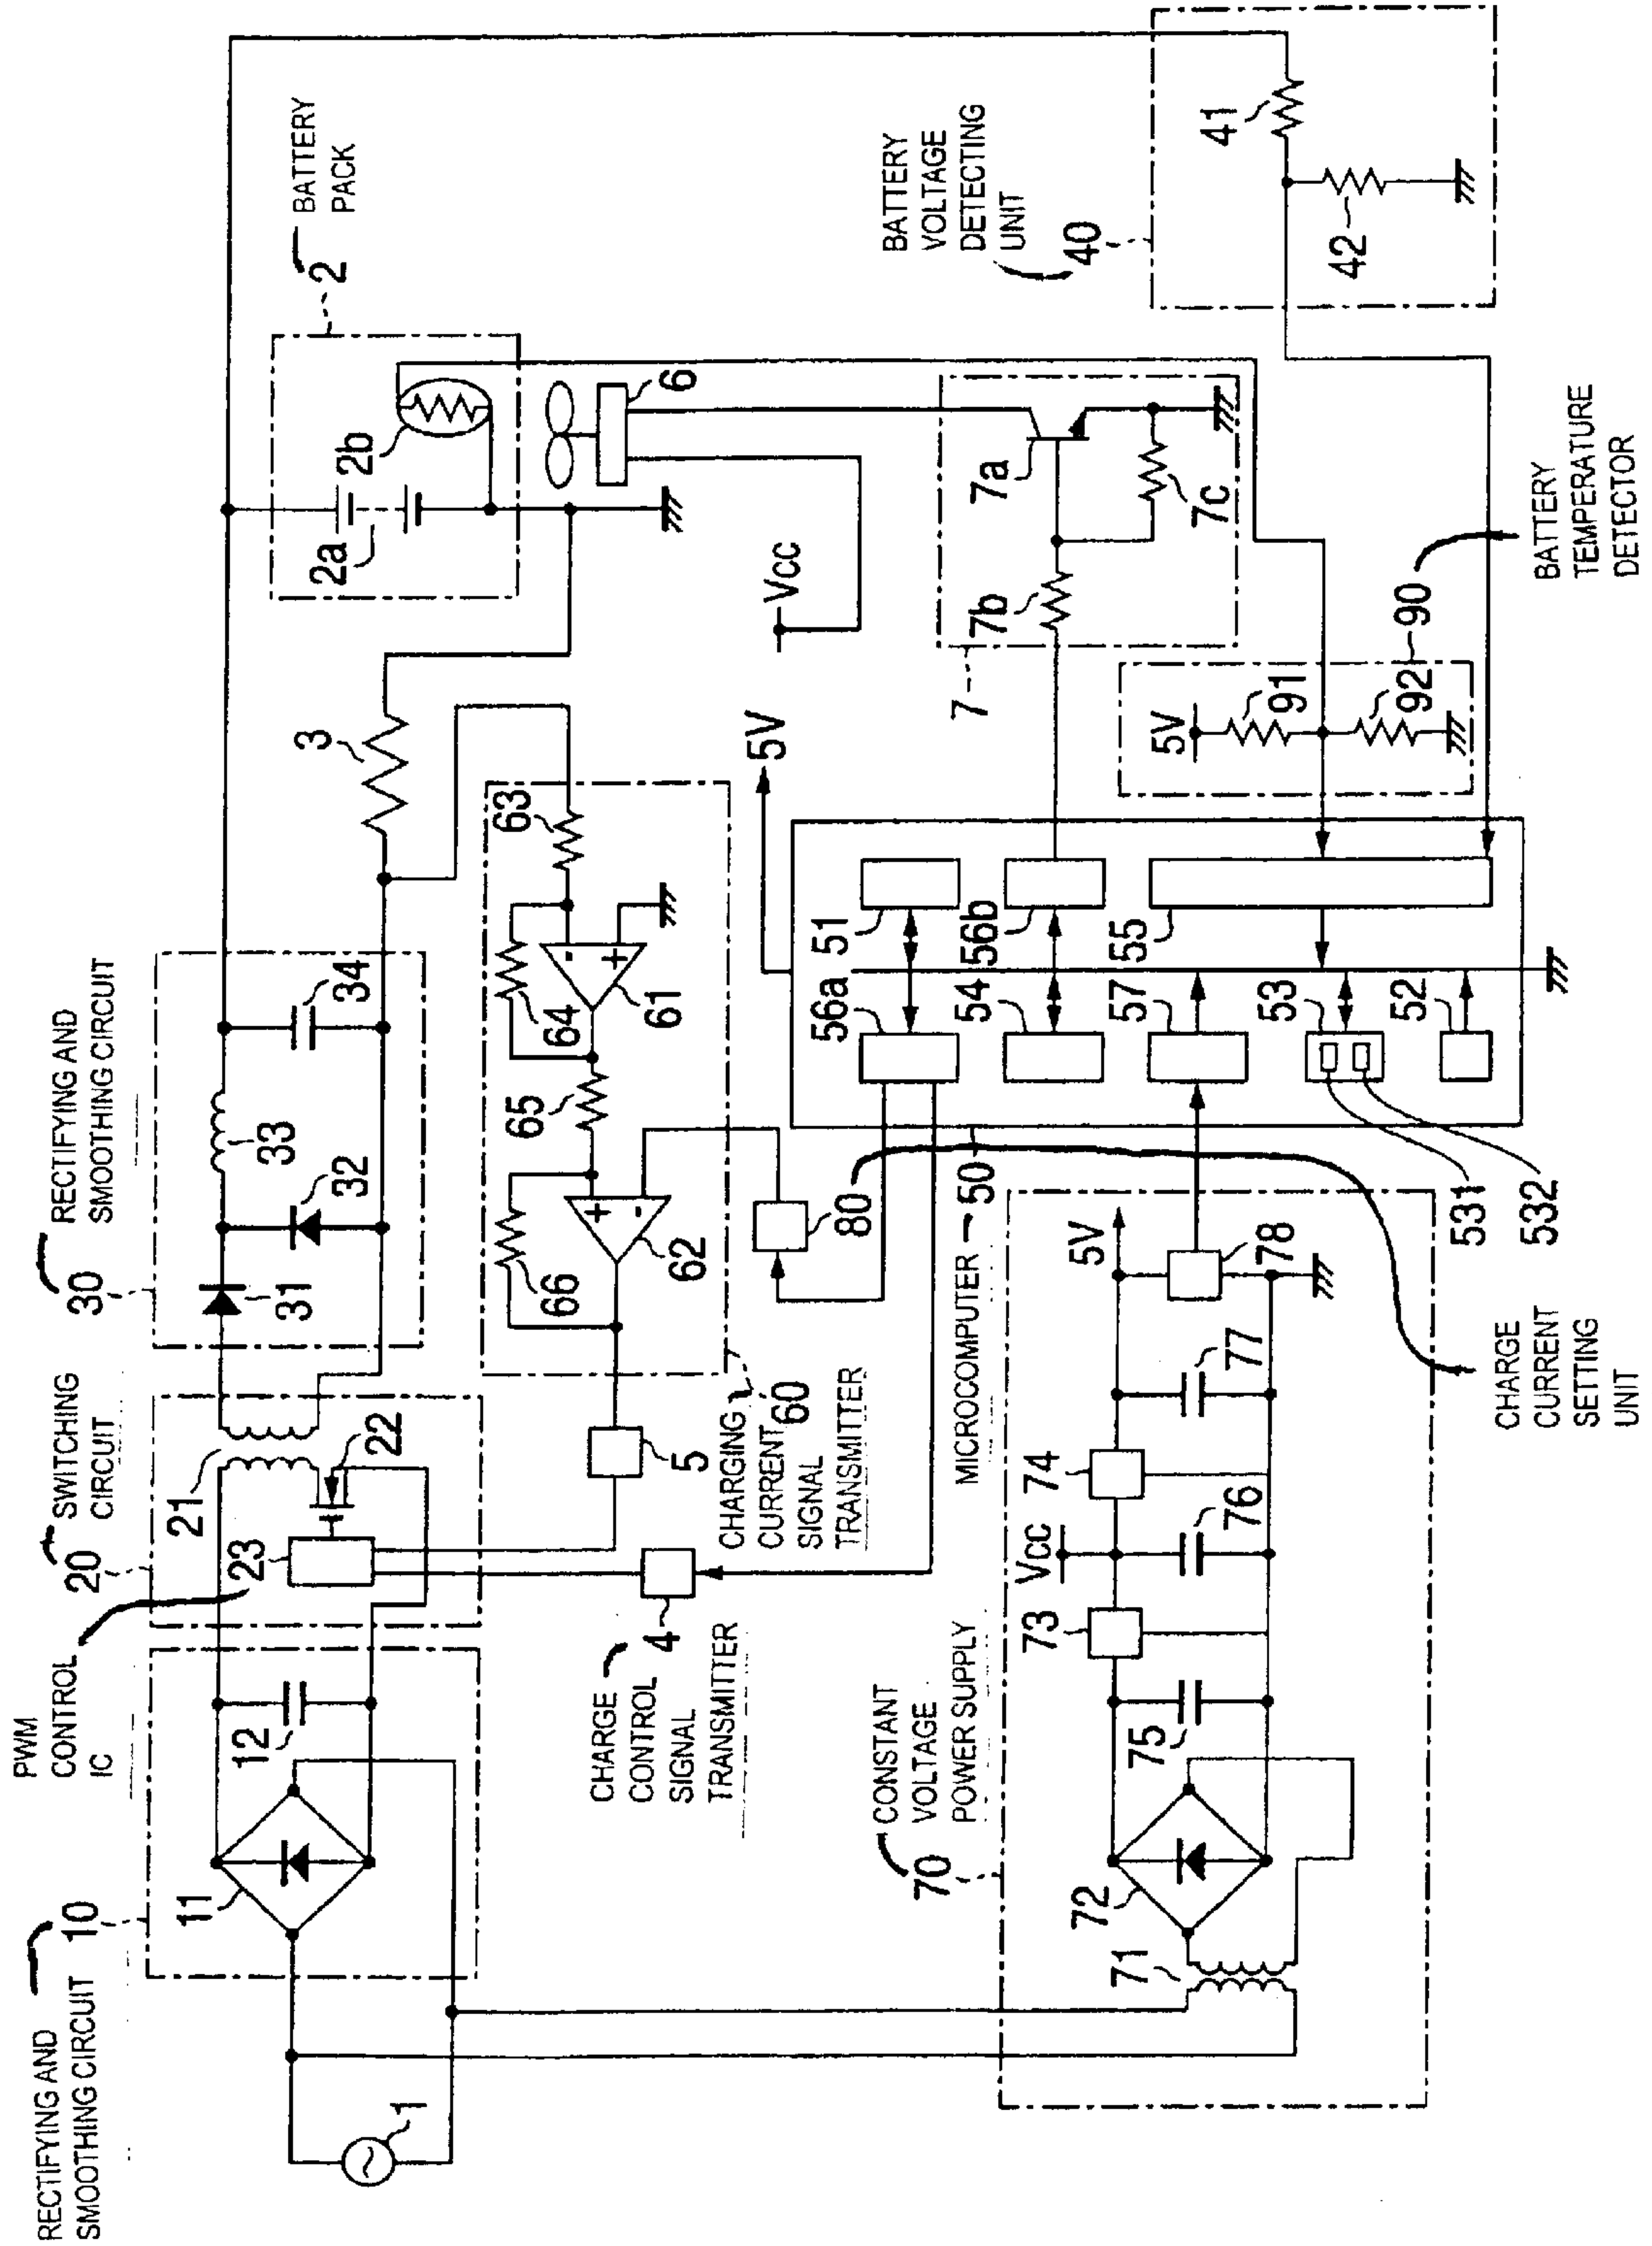 RECTIFYING AND
SMOOTHING CIRCUIT
10
11
12
PWM
CONTROL
IC
20
SWITCHING
CIRCUIT
21
22
23
30
RECTIFYING AND
SMOOTHING CIRCUIT
31
32
33
34
3
2
BATTERY
PACK
2a
2b
1
CHARGE
CONTROL
SIGNAL
TRANSMITTER
4
5
CHARGING
CURRENT
SIGNAL
TRANSMITTER
60
61
62
63
64
65
66
6
Vcc
BATTERY
VOLTAGE
DETECTING
UNIT
40
41
42
7
7a
7b
7c
80
MICROCOMPUTER
50
5V
51
52
53
54
55
56a
56b
57
531
532
5V
91
92
90
BATTERY
TEMPERATURE
DETECTOR
70
CONSTANT
VOLTAGE
POWER SUPPLY
71
72
73
74
75
76
77
78
Vcc
5V
CHARGE
CURRENT
SETTING
UNIT